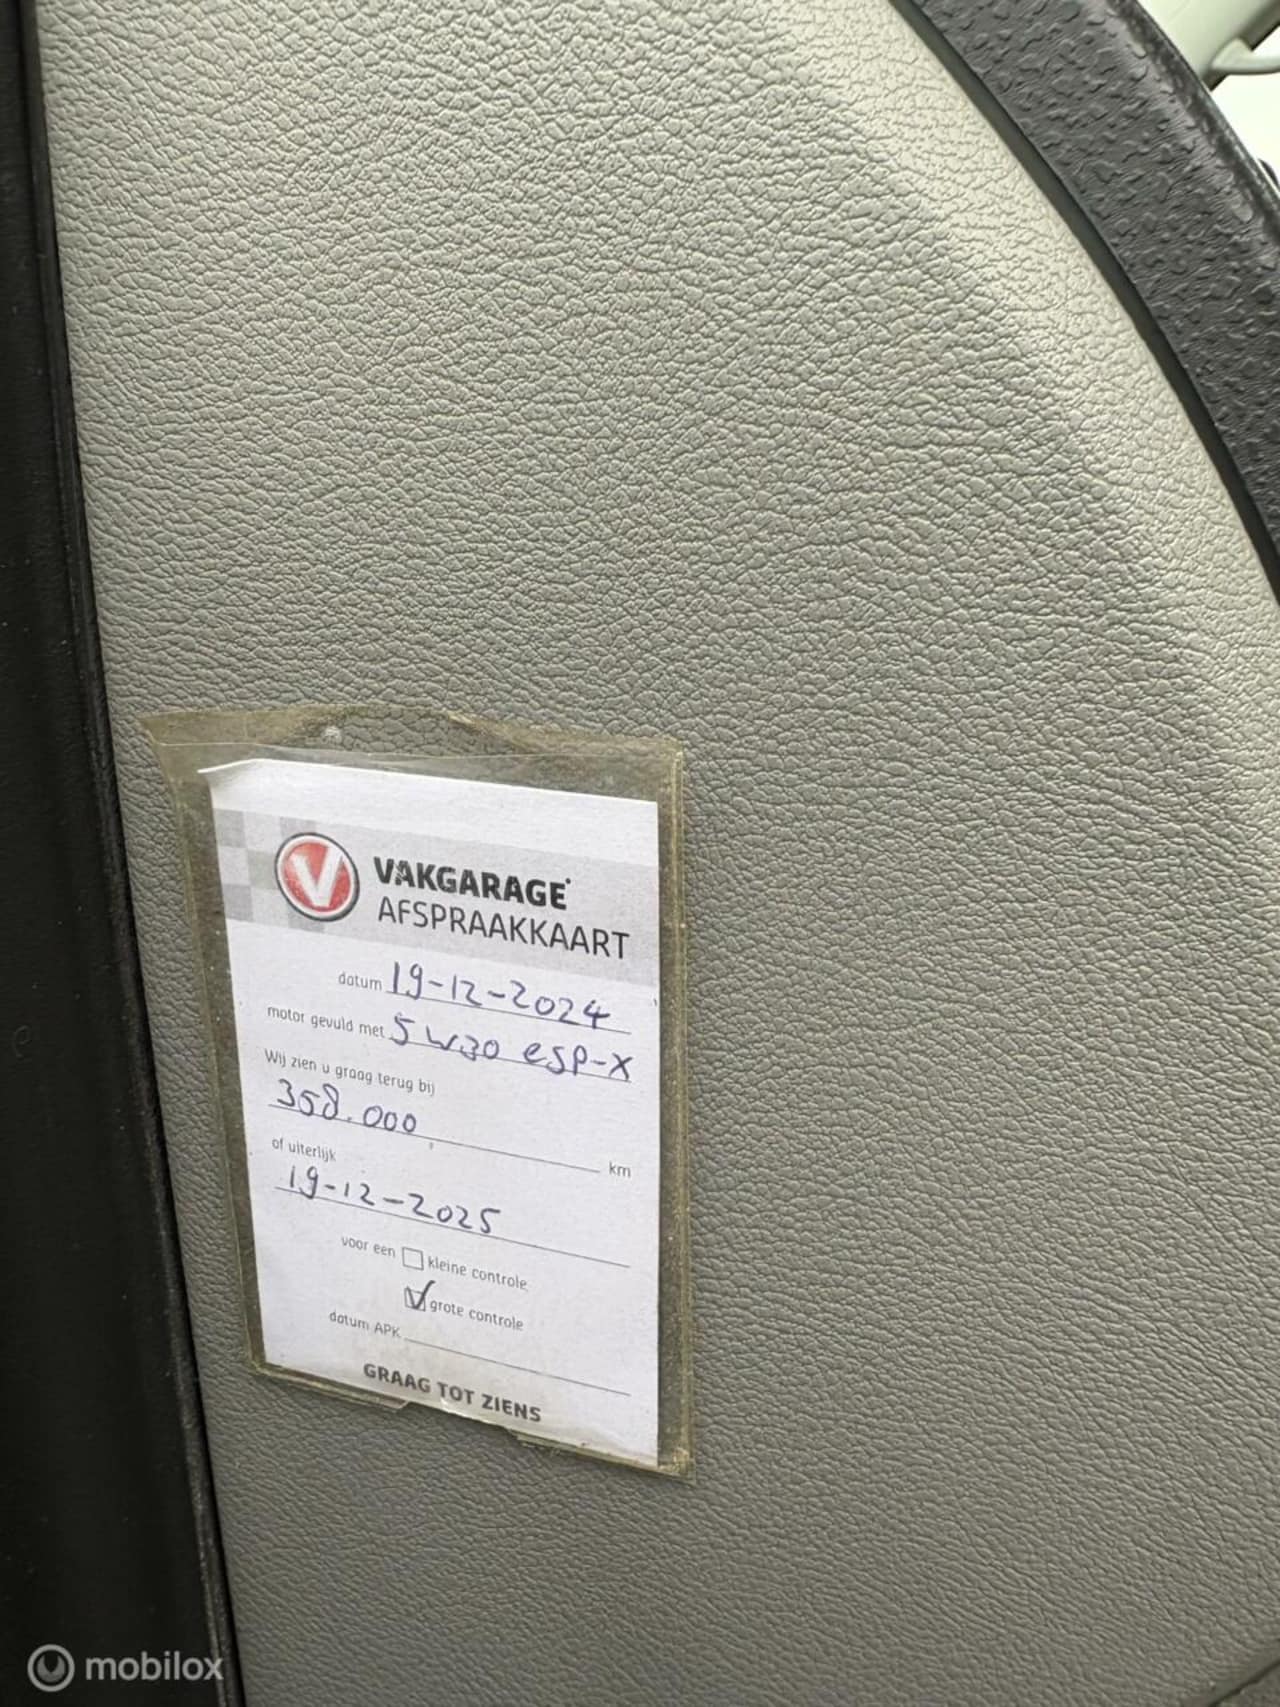 V VAKGARAGE
AFSPRAAKKAART
datum 19-12-2024
motor gevuld met 5W30 ESP-X
Wij zien u graag terug bij
358.000 km
of uiterlijk
19-12-2025
voor een kleine controle
grote controle
datum APK
GRAAG TOT ZIENS
mobilox